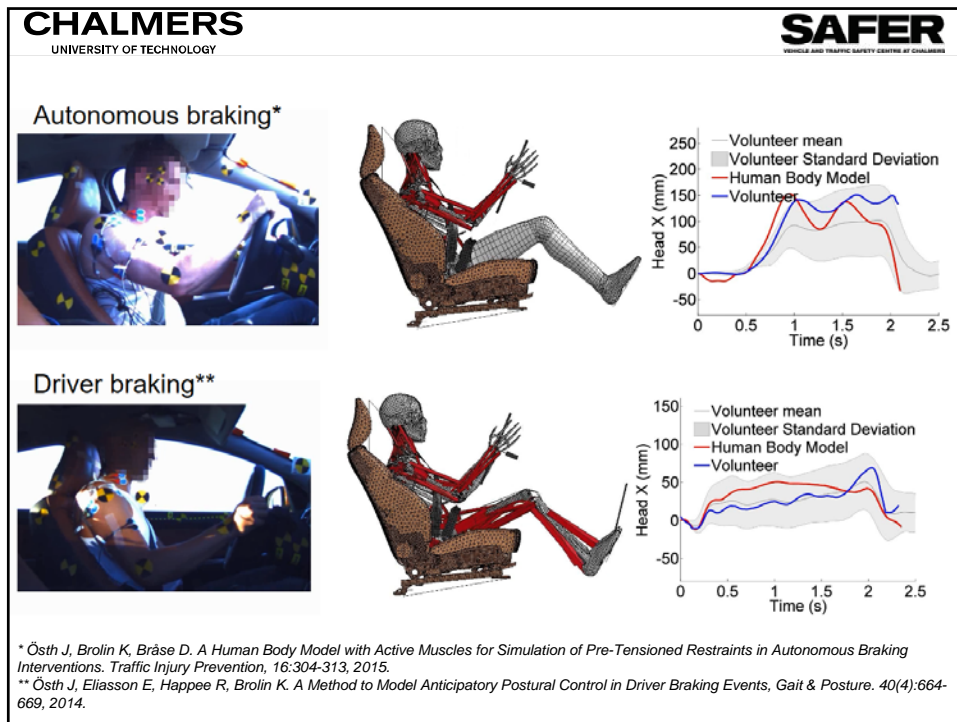 CHALMERS
UNIVERSITY OF TECHNOLOGY
SAFER
VEHICLE AND TRAFFIC SAFETY CENTRE AT CHALMERS
Autonomous braking*
250
200
150
100
50
0
-50
Head X (mm)
Volunteer mean
Volunteer Standard Deviation
Human Body Model
Volunteer
0 0.5 1 1.5 2 2.5
Time (s)
Driver braking**
150
100
50
0
-50
Head X (mm)
Volunteer mean
Volunteer Standard Deviation
Human Body Model
Volunteer
0 0.5 1 1.5 2 2.5
Time (s)
* Östh J, Brolin K, Bråse D. A Human Body Model with Active Muscles for Simulation of Pre-Tensioned Restraints in Autonomous Braking
Interventions. Traffic Injury Prevention, 16:304-313, 2015.
** Östh J, Eliasson E, Happee R, Brolin K. A Method to Model Anticipatory Postural Control in Driver Braking Events, Gait & Posture. 40(4):664-
669, 2014.